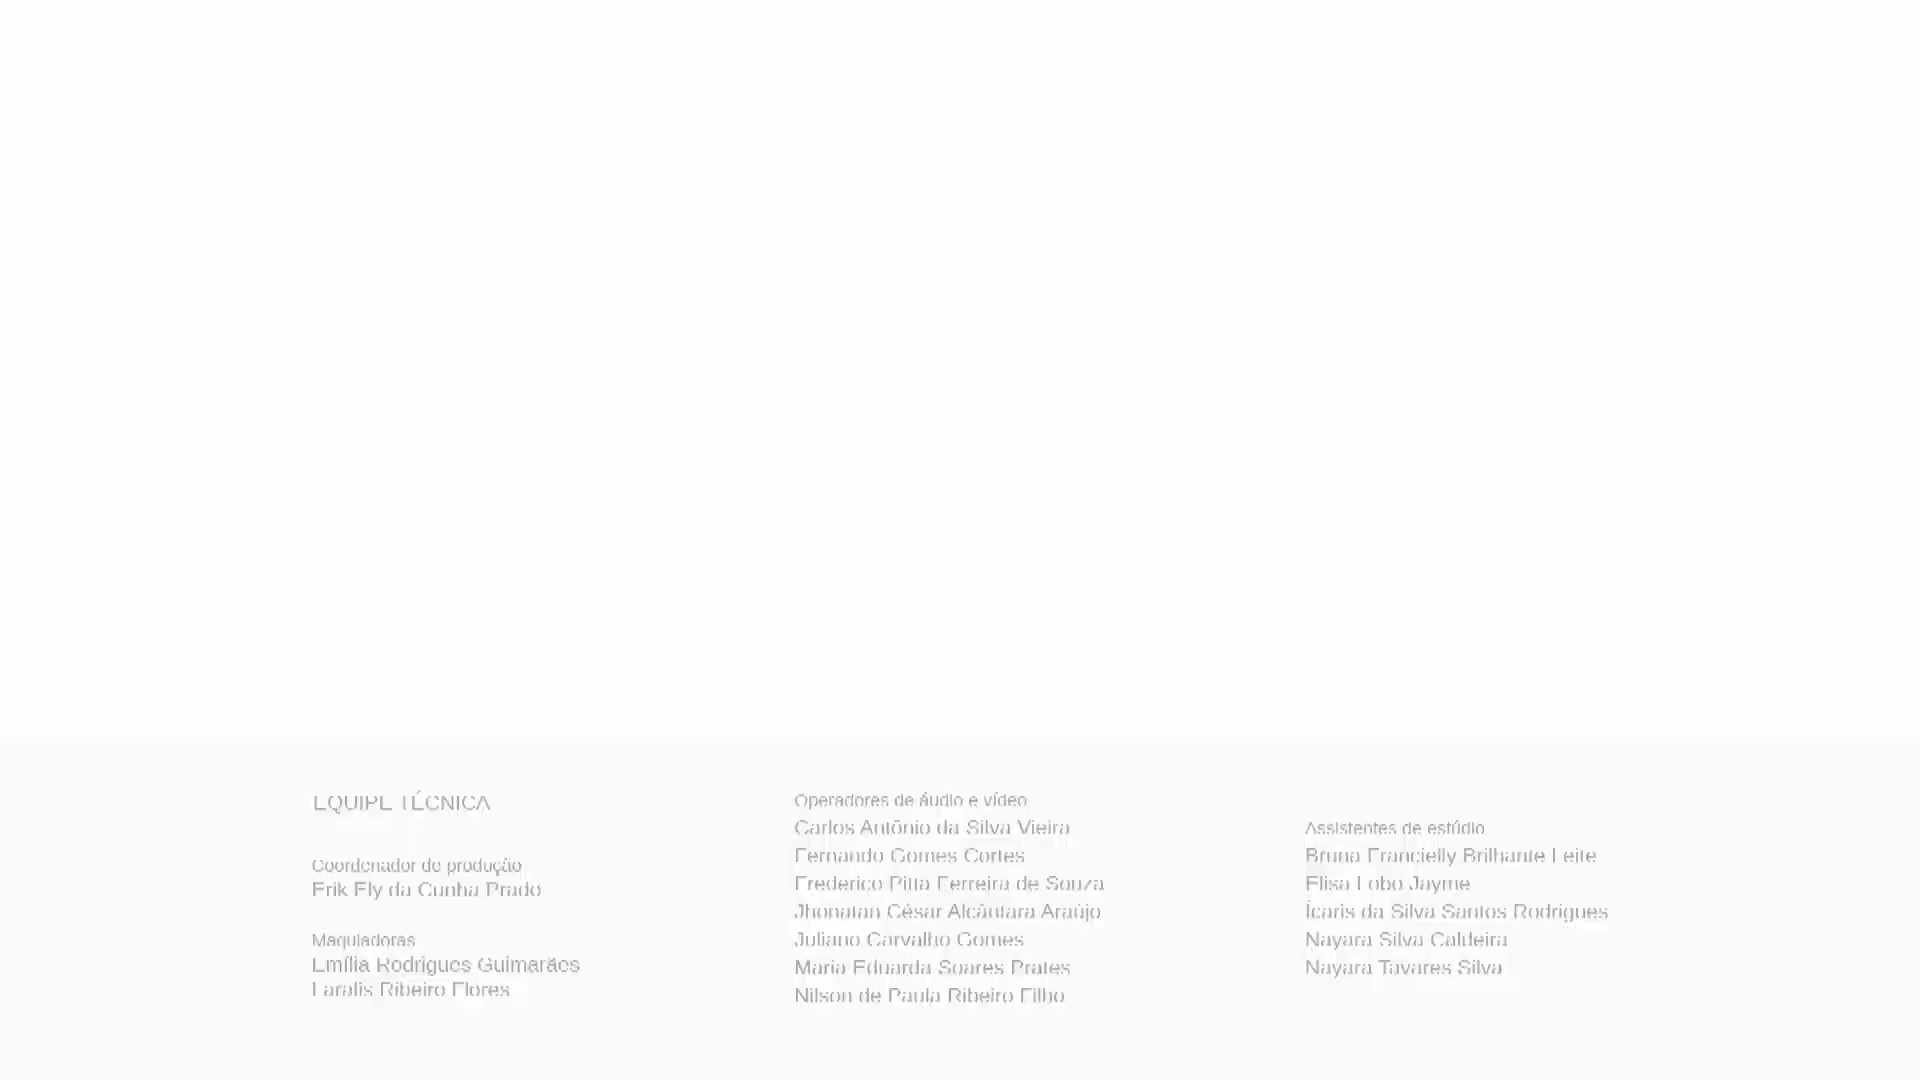 EQUIPE TÉCNICA
Coordenador de produção
Erik Ely da Cunha Prado
Maquiadoras
Emília Rodrigues Guimarães
Laralis Ribeiro Flores
Operadores de áudio e vídeo
Carlos Antônio da Silva Vieira
Fernando Gomes Cortes
Frederico Pitta Ferreira de Souza
Jhonatan César Alcântara Araújo
Juliano Carvalho Gomes
Maria Eduarda Soares Prates
Nilson de Paula Ribeiro Filho
Assistentes de estúdio
Bruna Francielly Brilhante Leite
Elisa Lobo Jayme
Ícaris da Silva Santos Rodrigues
Nayara Silva Caldeira
Nayara Tavares Silva